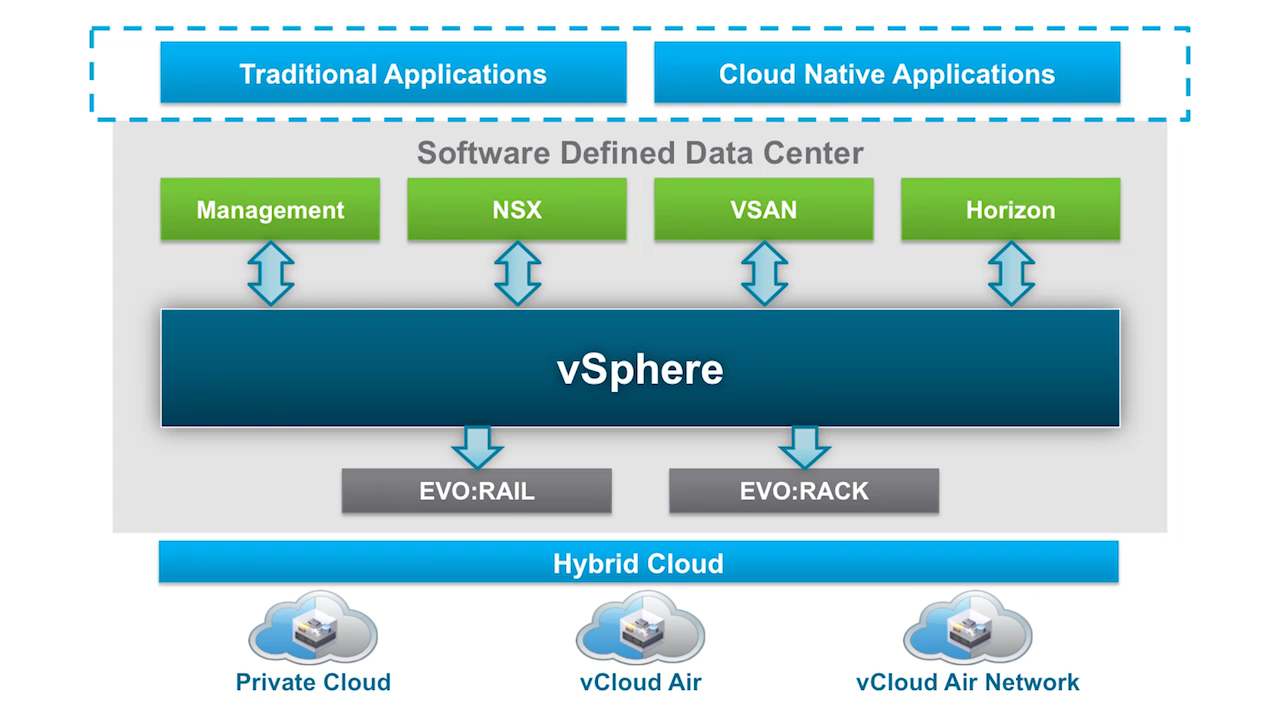 Traditional Applications
Cloud Native Applications
Software Defined Data Center
Management
NSX
VSAN
Horizon
vSphere
EVO:RAIL
EVO:RACK
Hybrid Cloud
Private Cloud
vCloud Air
vCloud Air Network